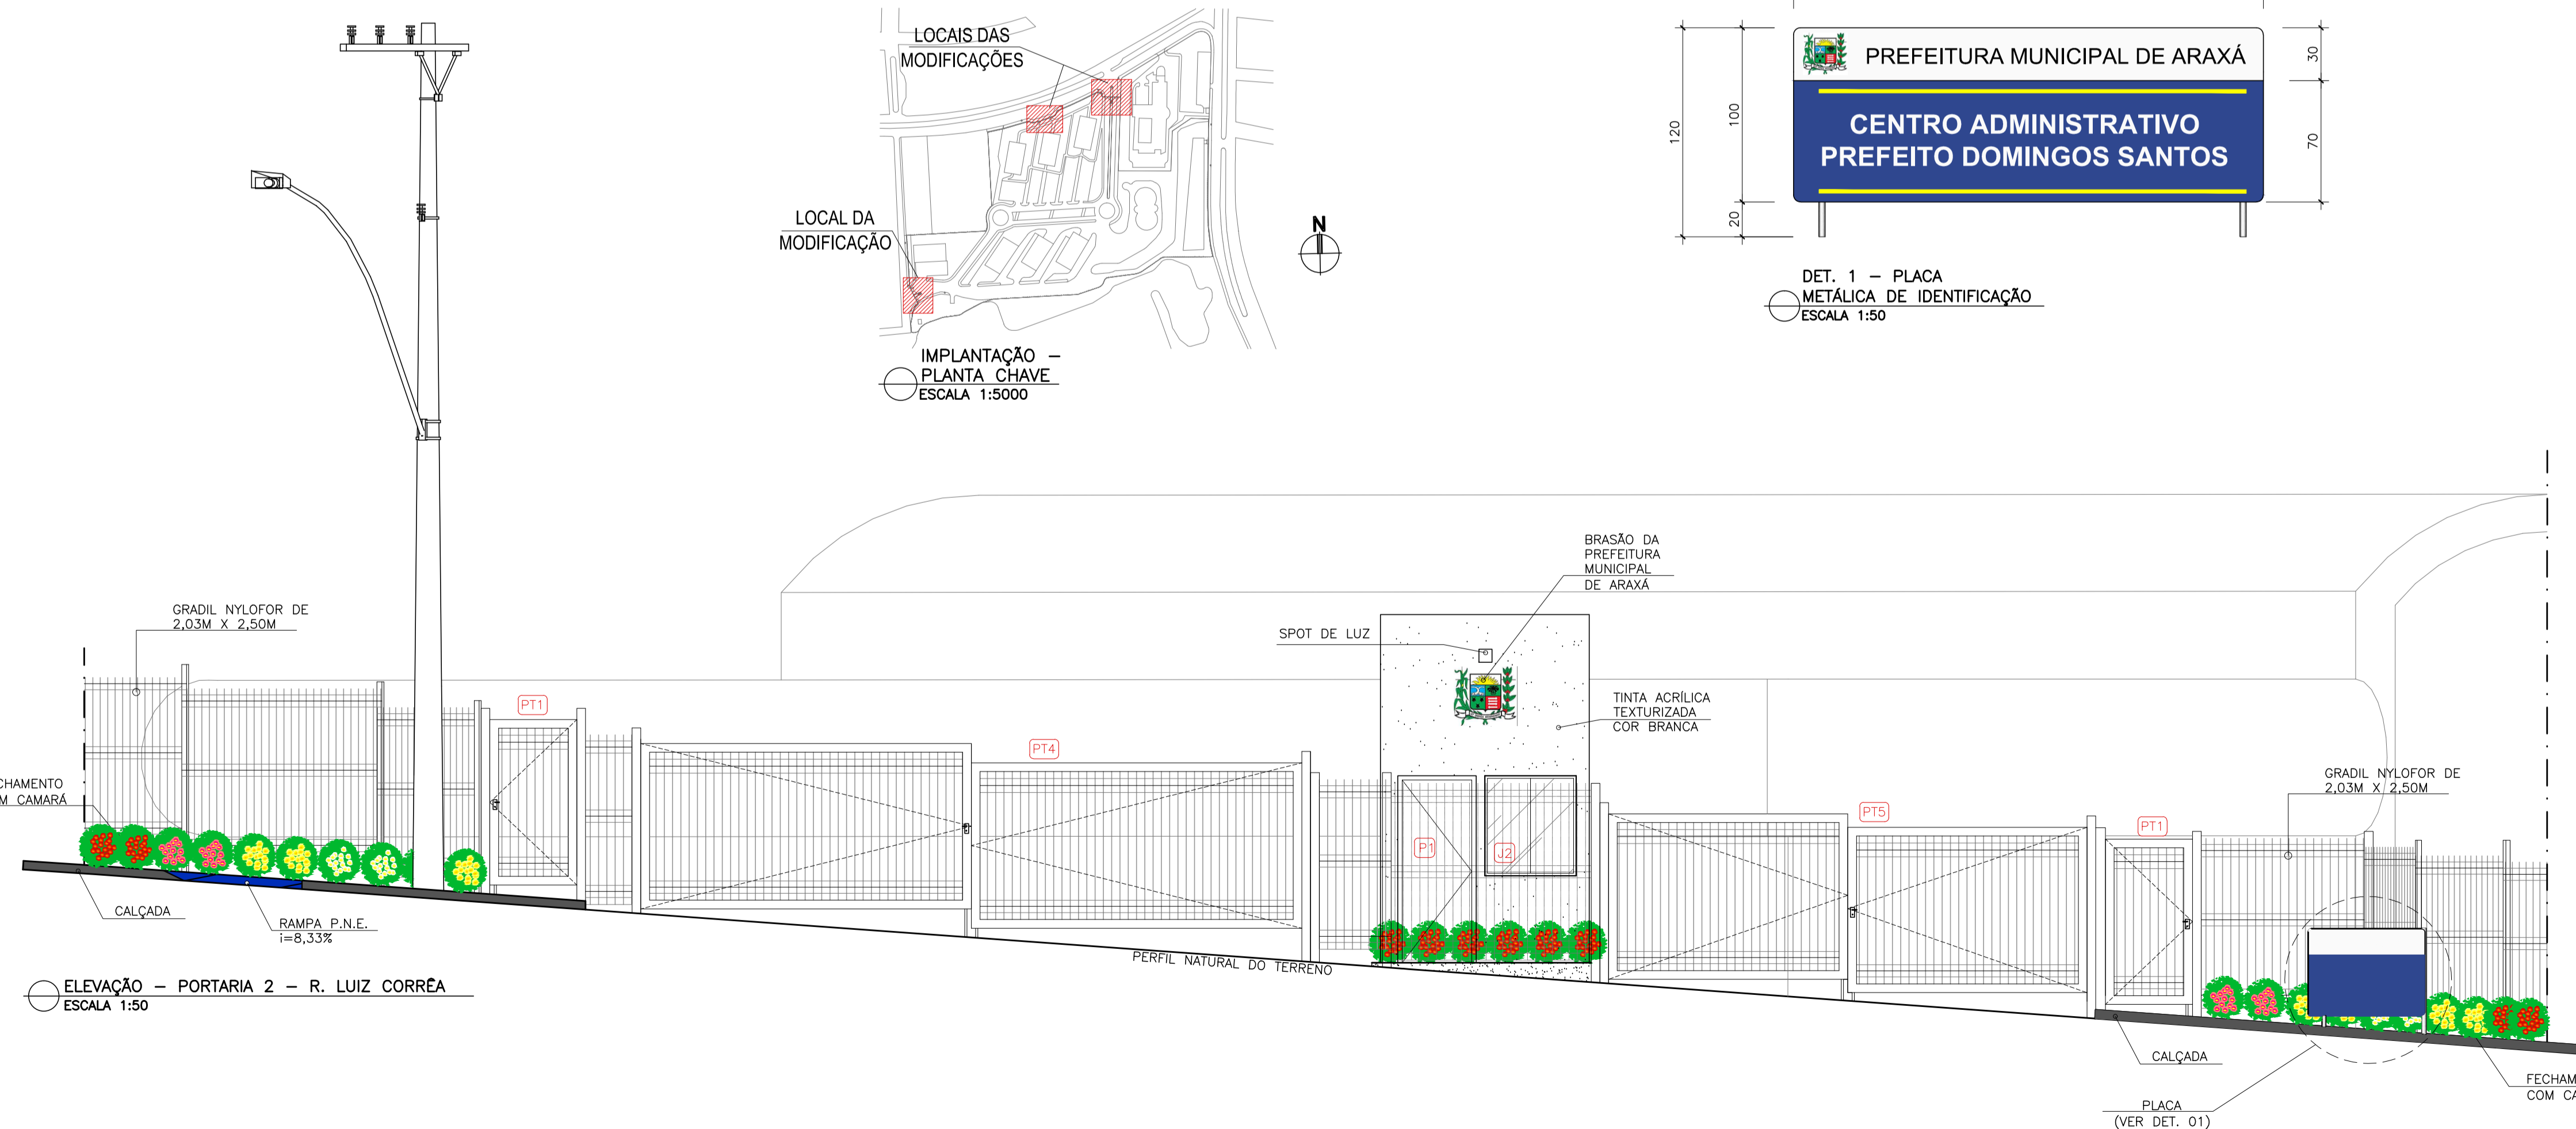 LOCAIS DAS
MODIFICAÇÕES
LOCAL DA
MODIFICAÇÃO
N
IMPLANTAÇÃO –
PLANTA CHAVE
ESCALA 1:5000
PREFEITURA MUNICIPAL DE ARAXÁ
CENTRO ADMINISTRATIVO
PREFEITO DOMINGOS SANTOS
120
100
20
30
70
DET. 1 – PLACA
METÁLICA DE IDENTIFICAÇÃO
ESCALA 1:50
GRADIL NYLOFOR DE
2,03M X 2,50M
CHAMENTO
M CAMARÁ
CALÇADA
RAMPA P.N.E.
i=8,33%
PT1
PT4
SPOT DE LUZ
BRASÃO DA
PREFEITURA
MUNICIPAL
DE ARAXÁ
TINTA ACRÍLICA
TEXTURIZADA
COR BRANCA
P1
J2
PT5
PT1
GRADIL NYLOFOR DE
2,03M X 2,50M
PERFIL NATURAL DO TERRENO
CALÇADA
PLACA
(VER DET. 01)
FECHAM
COM CA
ELEVAÇÃO – PORTARIA 2 – R. LUIZ CORRÊA
ESCALA 1:50